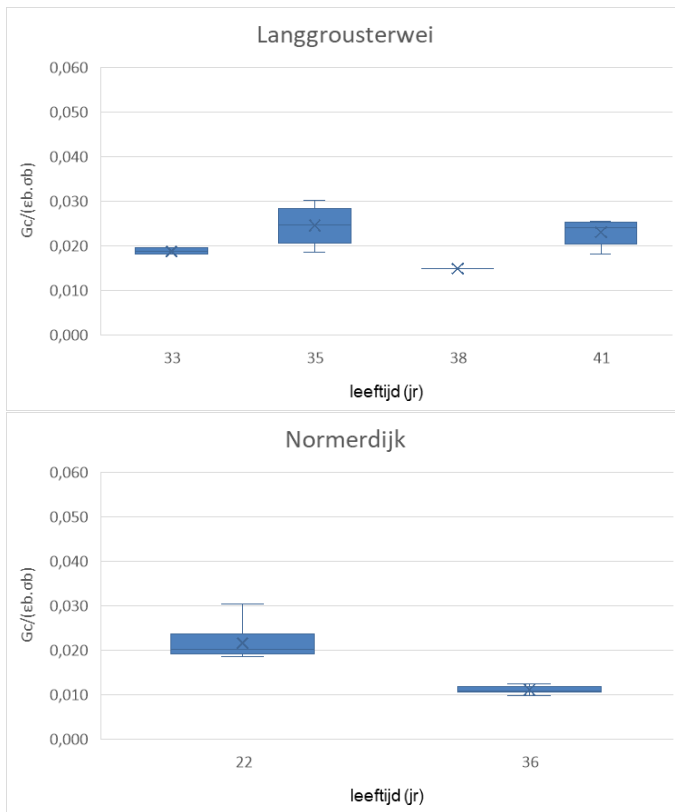 Langgrousterwei
0,060
0,050
0,040
0,030
0,020
0,010
0,000
Gc/(εb.σb)
33 35 38 41
leeftijd (jr)
Normerdijk
0,060
0,050
0,040
0,030
0,020
0,010
0,000
Gc/(εb.σb)
22 36
leeftijd (jr)